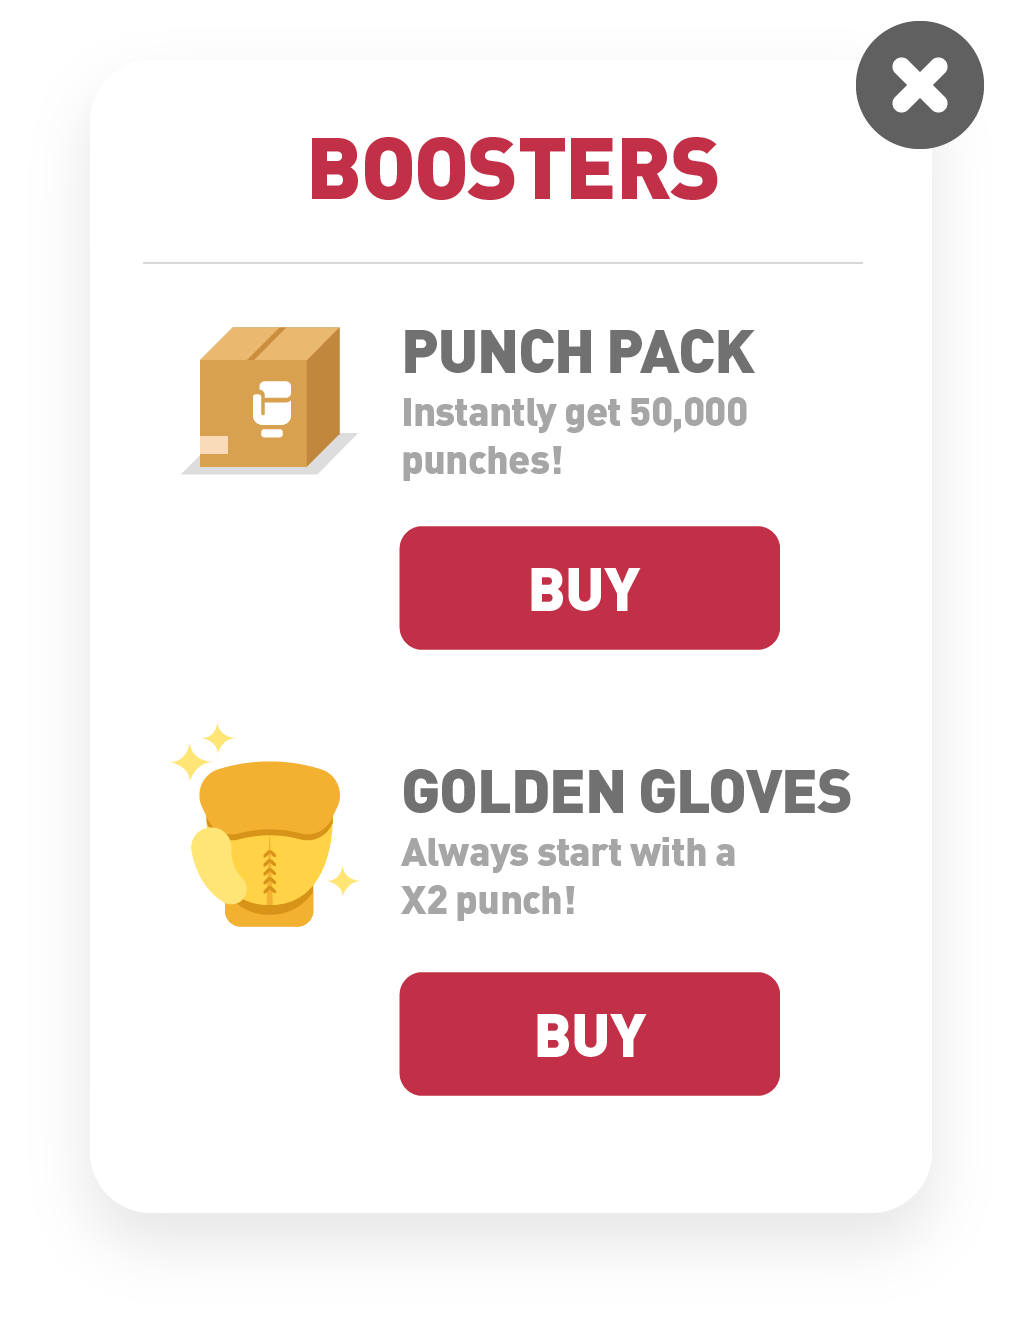 BOOSTERS
PUNCH PACK
Instantly get 50,000
punches!
BUY
GOLDEN GLOVES
Always start with a
X2 punch!
BUY